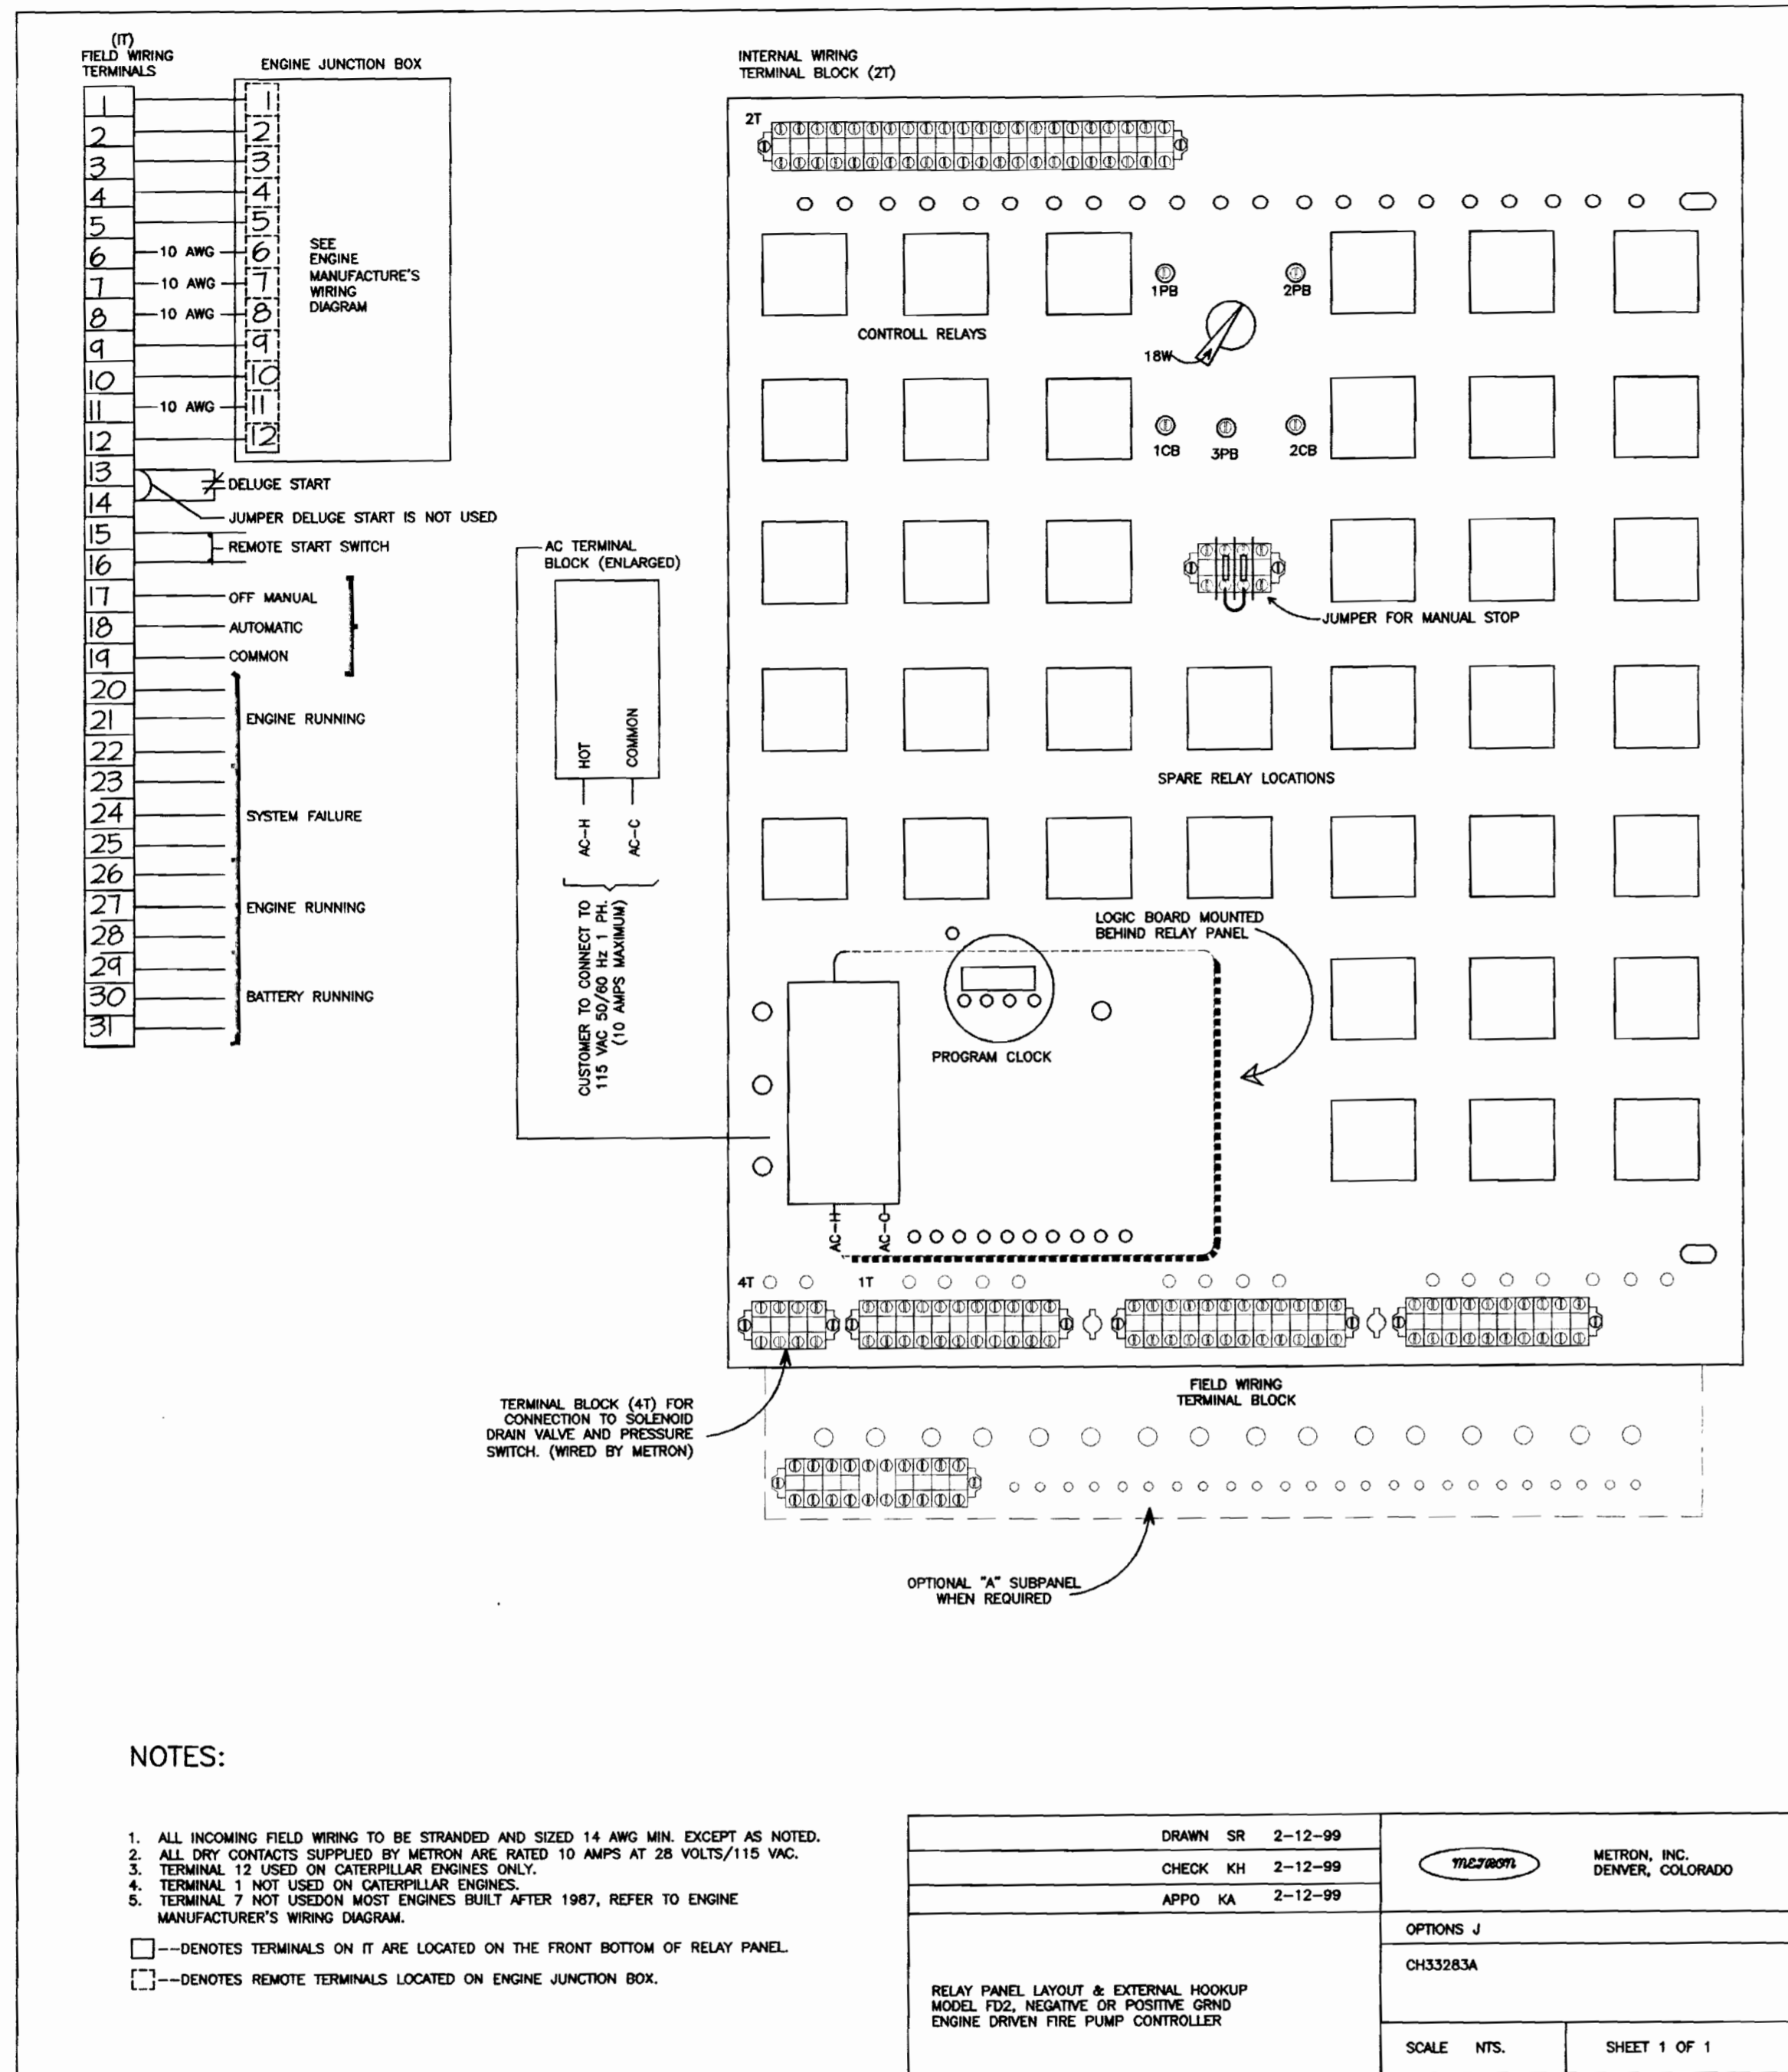 (IT)
FIELD WIRING
TERMINALS
ENGINE JUNCTION BOX
1
2
3
4
5
6
7
8
9
10
11
12
13
14
15
16
17
18
19
20
21
22
23
24
25
26
27
28
29
30
31
10 AWG
10 AWG
10 AWG
10 AWG
1
2
3
4
5
6
7
8
9
10
11
12
SEE
ENGINE
MANUFACTURE'S
WIRING
DIAGRAM
DELUGE START
JUMPER DELUGE START IS NOT USED
REMOTE START SWITCH
OFF MANUAL
AUTOMATIC
COMMON
ENGINE RUNNING
SYSTEM FAILURE
ENGINE RUNNING
BATTERY RUNNING
AC TERMINAL
BLOCK (ENLARGED)
HOT
COMMON
AC-H
AC-C
CUSTOMER TO CONNECT TO
115 VAC 50/60 Hz 1 PH.
(10 AMPS MAXIMUM)
INTERNAL WIRING
TERMINAL BLOCK (2T)
2T
1PB
2PB
CONTROLL RELAYS
18W
1CB
3PB
2CB
JUMPER FOR MANUAL STOP
SPARE RELAY LOCATIONS
LOGIC BOARD MOUNTED
BEHIND RELAY PANEL
PROGRAM CLOCK
AC-H
AC-C
4T
1T
FIELD WIRING
TERMINAL BLOCK
TERMINAL BLOCK (4T) FOR
CONNECTION TO SOLENOID
DRAIN VALVE AND PRESSURE
SWITCH. (WIRED BY METRON)
OPTIONAL "A" SUBPANEL
WHEN REQUIRED
NOTES:
1. ALL INCOMING FIELD WIRING TO BE STRANDED AND SIZED 14 AWG MIN. EXCEPT AS NOTED.
2. ALL DRY CONTACTS SUPPLIED BY METRON ARE RATED 10 AMPS AT 28 VOLTS/115 VAC.
3. TERMINAL 12 USED ON CATERPILLAR ENGINES ONLY.
4. TERMINAL 1 NOT USED ON CATERPILLAR ENGINES.
5. TERMINAL 7 NOT USEDON MOST ENGINES BUILT AFTER 1987, REFER TO ENGINE
MANUFACTURER'S WIRING DIAGRAM.
--DENOTES TERMINALS ON IT ARE LOCATED ON THE FRONT BOTTOM OF RELAY PANEL.
--DENOTES REMOTE TERMINALS LOCATED ON ENGINE JUNCTION BOX.
DRAWN SR 2-12-99
CHECK KH 2-12-99
APPO KA 2-12-99
RELAY PANEL LAYOUT & EXTERNAL HOOKUP
MODEL FD2, NEGATIVE OR POSITIVE GRND
ENGINE DRIVEN FIRE PUMP CONTROLLER
metron
METRON, INC.
DENVER, COLORADO
OPTIONS J
CH33283A
SCALE NTS.
SHEET 1 OF 1